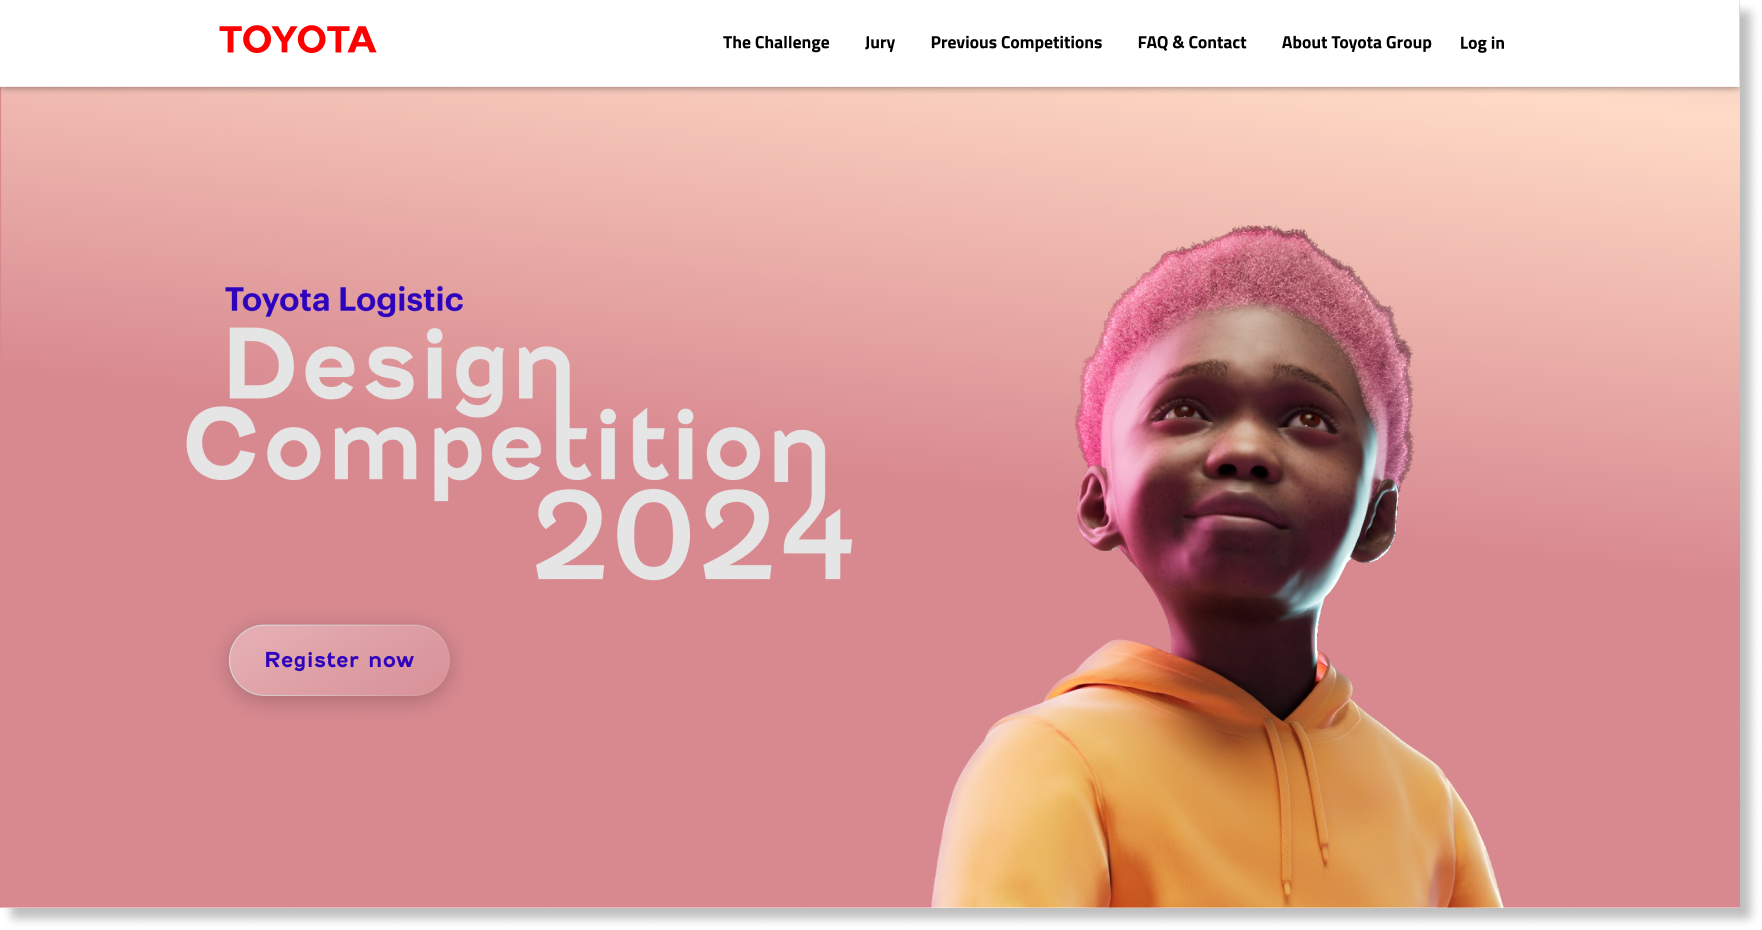 TOYOTA
The Challenge Jury Previous Competitions FAQ & Contact About Toyota Group Log in
Toyota Logistic
Design
Competition
2024
Register now